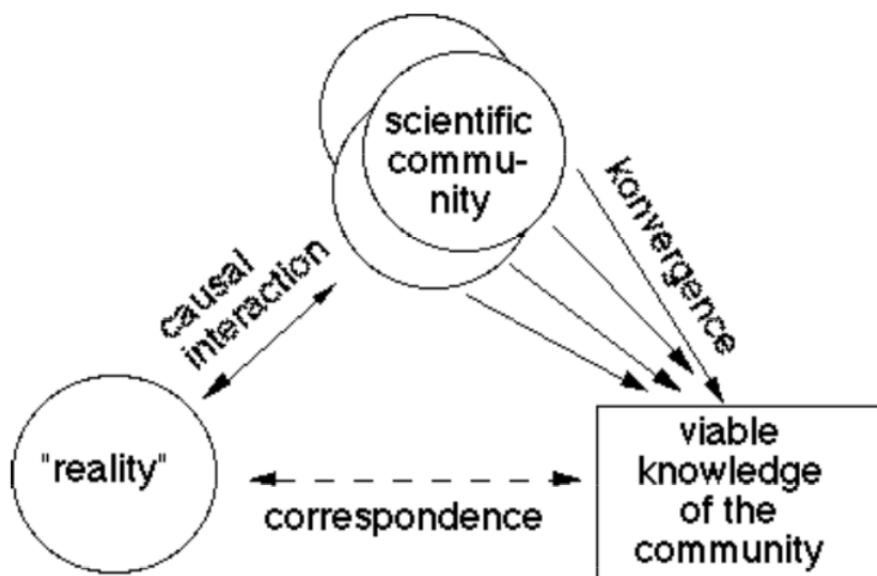 scientific
commu-
nity
konvergence
causal
interaction
"reality"
correspondence
viable
knowledge
of the
community